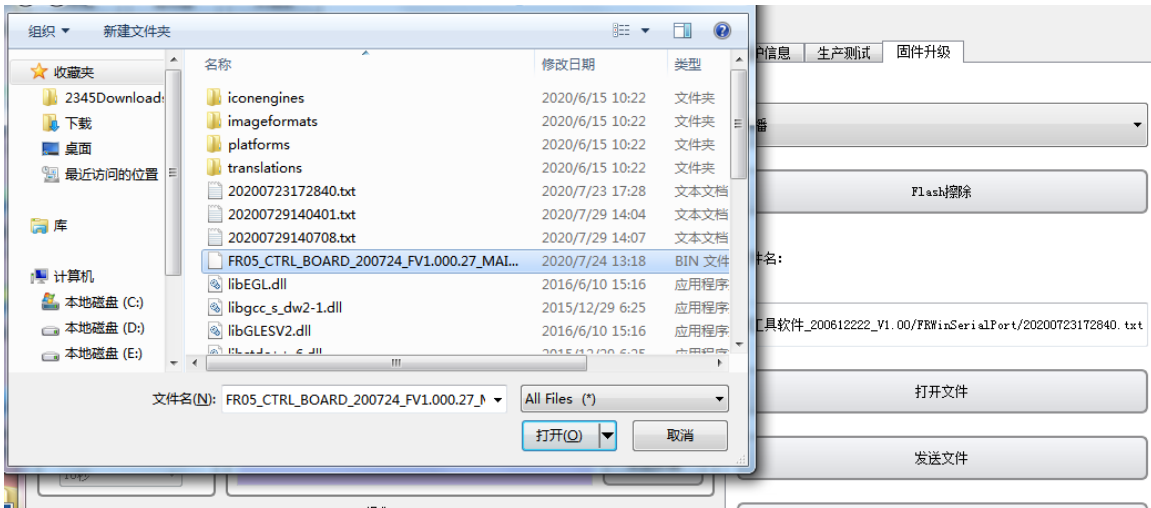 组织 新建文件夹
收藏夹
2345Download
下载
桌面
最近访问的位置
库
计算机
本地磁盘 (C:)
本地磁盘 (D:)
本地磁盘 (E:)
名称 修改日期 类型
iconengines 2020/6/15 10:22 文件夹
imageformats 2020/6/15 10:22 文件夹
platforms 2020/6/15 10:22 文件夹
translations 2020/6/15 10:22 文件夹
20200723172840.txt 2020/7/23 17:28 文本文档
20200729140401.txt 2020/7/29 14:04 文本文档
20200729140708.txt 2020/7/29 14:07 文本文档
FR05_CTRL_BOARD_200724_FV1.000.27_MAI... 2020/7/24 13:18 BIN 文件
libEGL.dll 2016/6/10 15:16 应用程序
libgcc_s_dw2-1.dll 2015/12/29 6:25 应用程序
libGLESV2.dll 2016/6/10 15:16 应用程序
文件名(N): FR05_CTRL_BOARD_200724_FV1.000.27_M All Files (*)
打开(O) 取消
信息 生产测试 固件升级
播
Flash擦除
件名:
工具软件_200612222_V1.00/FRWinSerialPort/20200723172840.txt
打开文件
发送文件
10秒